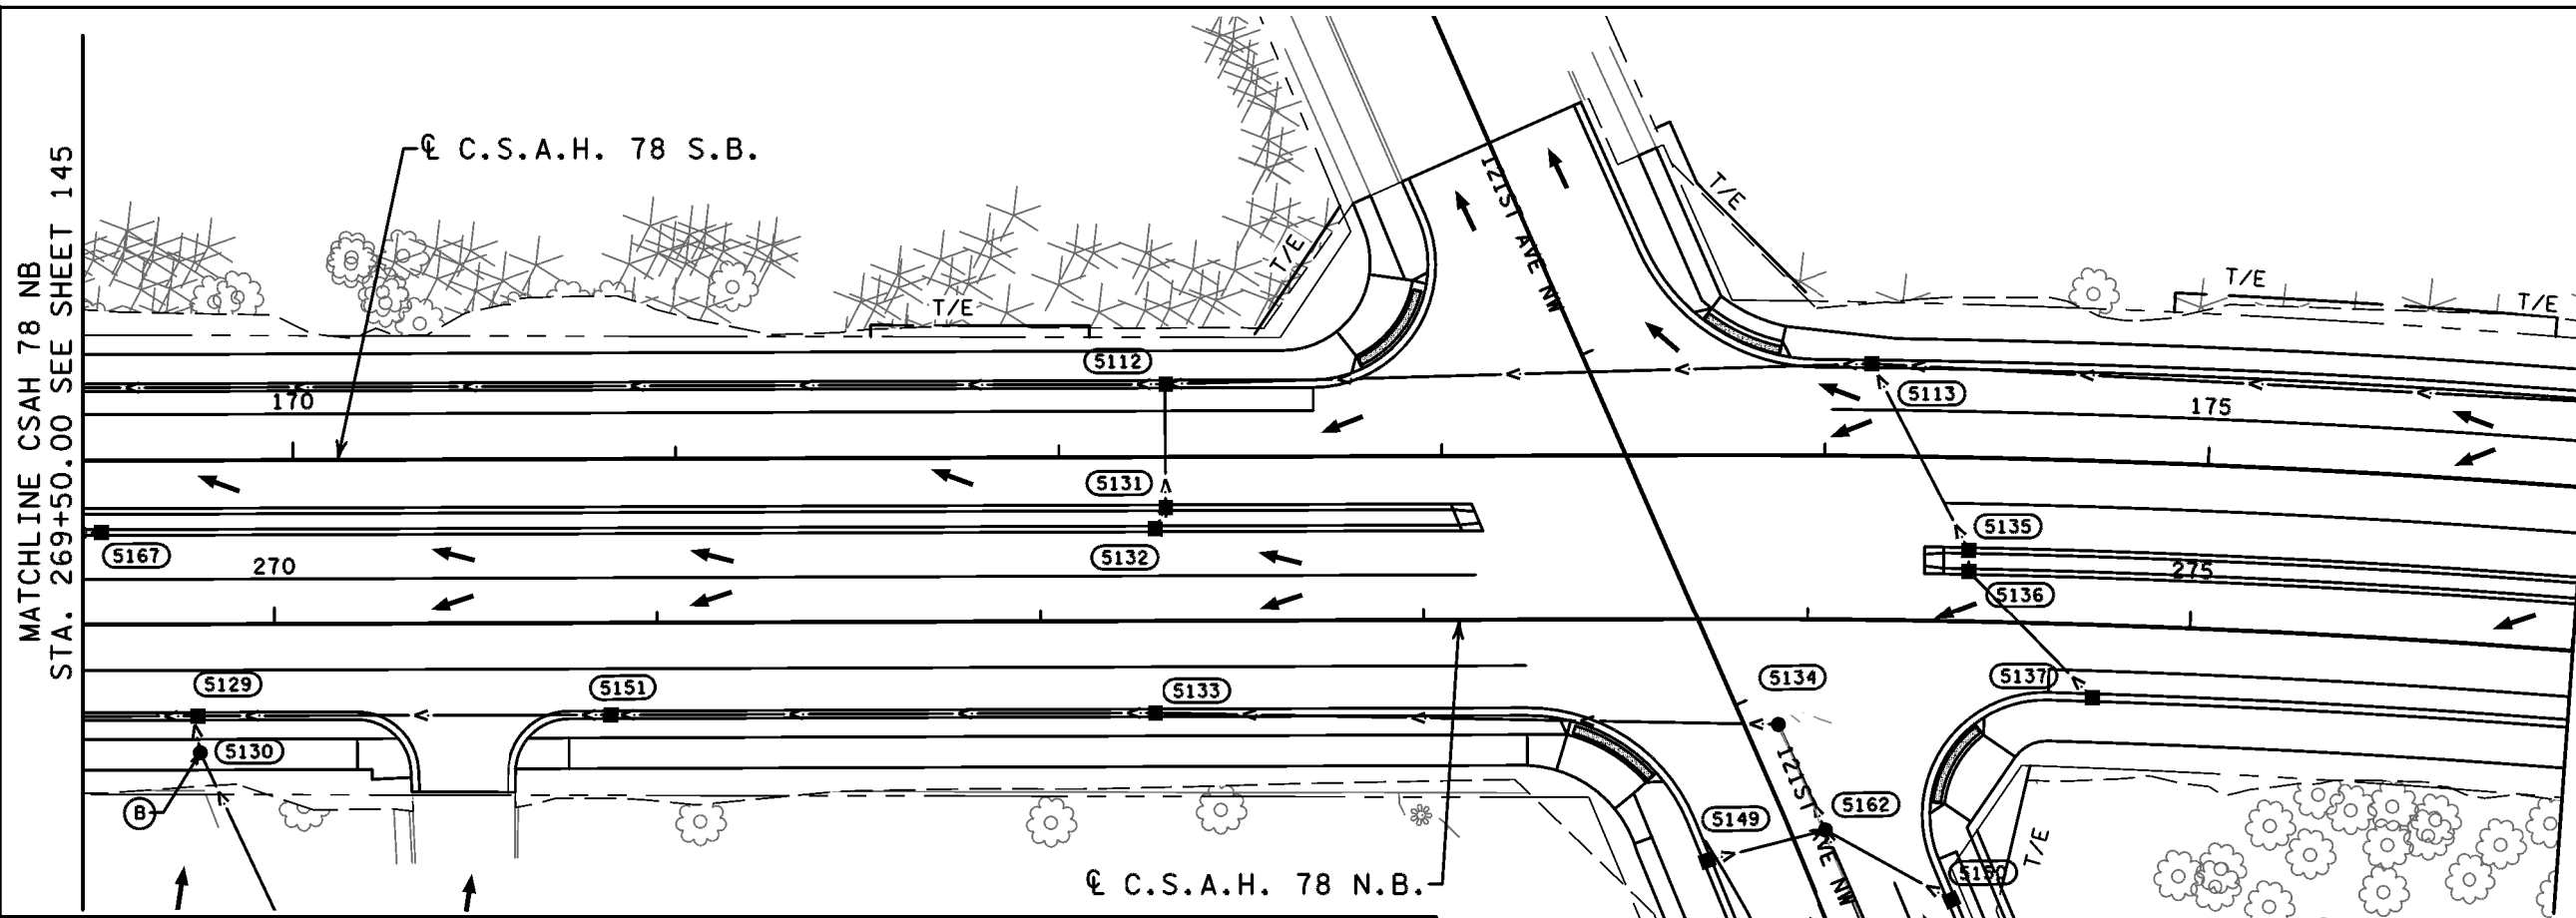 MATCHLINE CSAH 78 NB
STA. 269+50.00 SEE SHEET 145
℄ C.S.A.H. 78 S.B.
121ST AVE NW
T/E
T/E
T/E
T/E
T/E
5112
5113
170
175
5131
5132
5135
5136
5167
270
275
5129
5151
5133
5134
5137
5130
B
121ST AVE NW
5162
5149
5150
T/E
℄ C.S.A.H. 78 N.B.